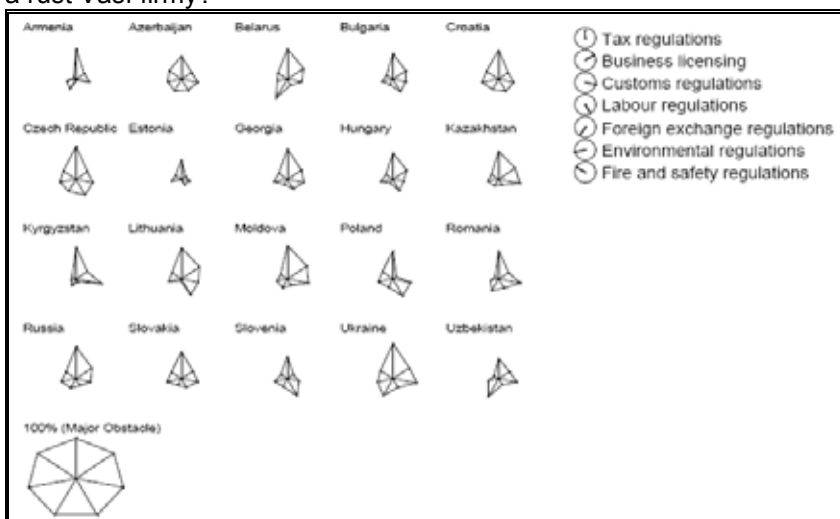 a růst Vaší firmy?
Armenia Azerbaijan Belarus Bulgaria Croatia
Czech Republic Estonia Georgia Hungary Kazakhstan
Kyrgyzstan Lithuania Moldova Poland Romania
Russia Slovakia Slovenia Ukraine Uzbekistan
100% (Major Obstacle)
Tax regulations
Business licensing
Customs regulations
Labour regulations
Foreign exchange regulations
Environmental regulations
Fire and safety regulations